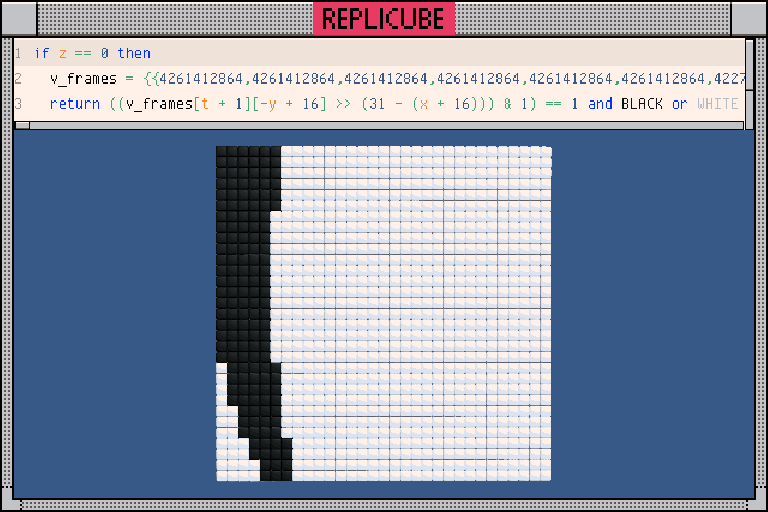 REPLICUBE
1 if z == 0 then
2 v_frames = {{4261412864,4261412864,4261412864,4261412864,4261412864,4261412864,4227
3 return ((v_frames[t + 1][-y + 16] >> (31 - (x + 16))) & 1) == 1 and BLACK or WHITE